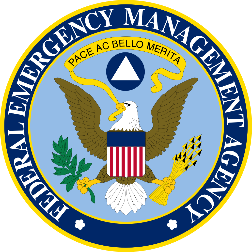 FEDERAL EMERGENCY MANAGEMENT AGENCY
PACE AC BELLO MERITA